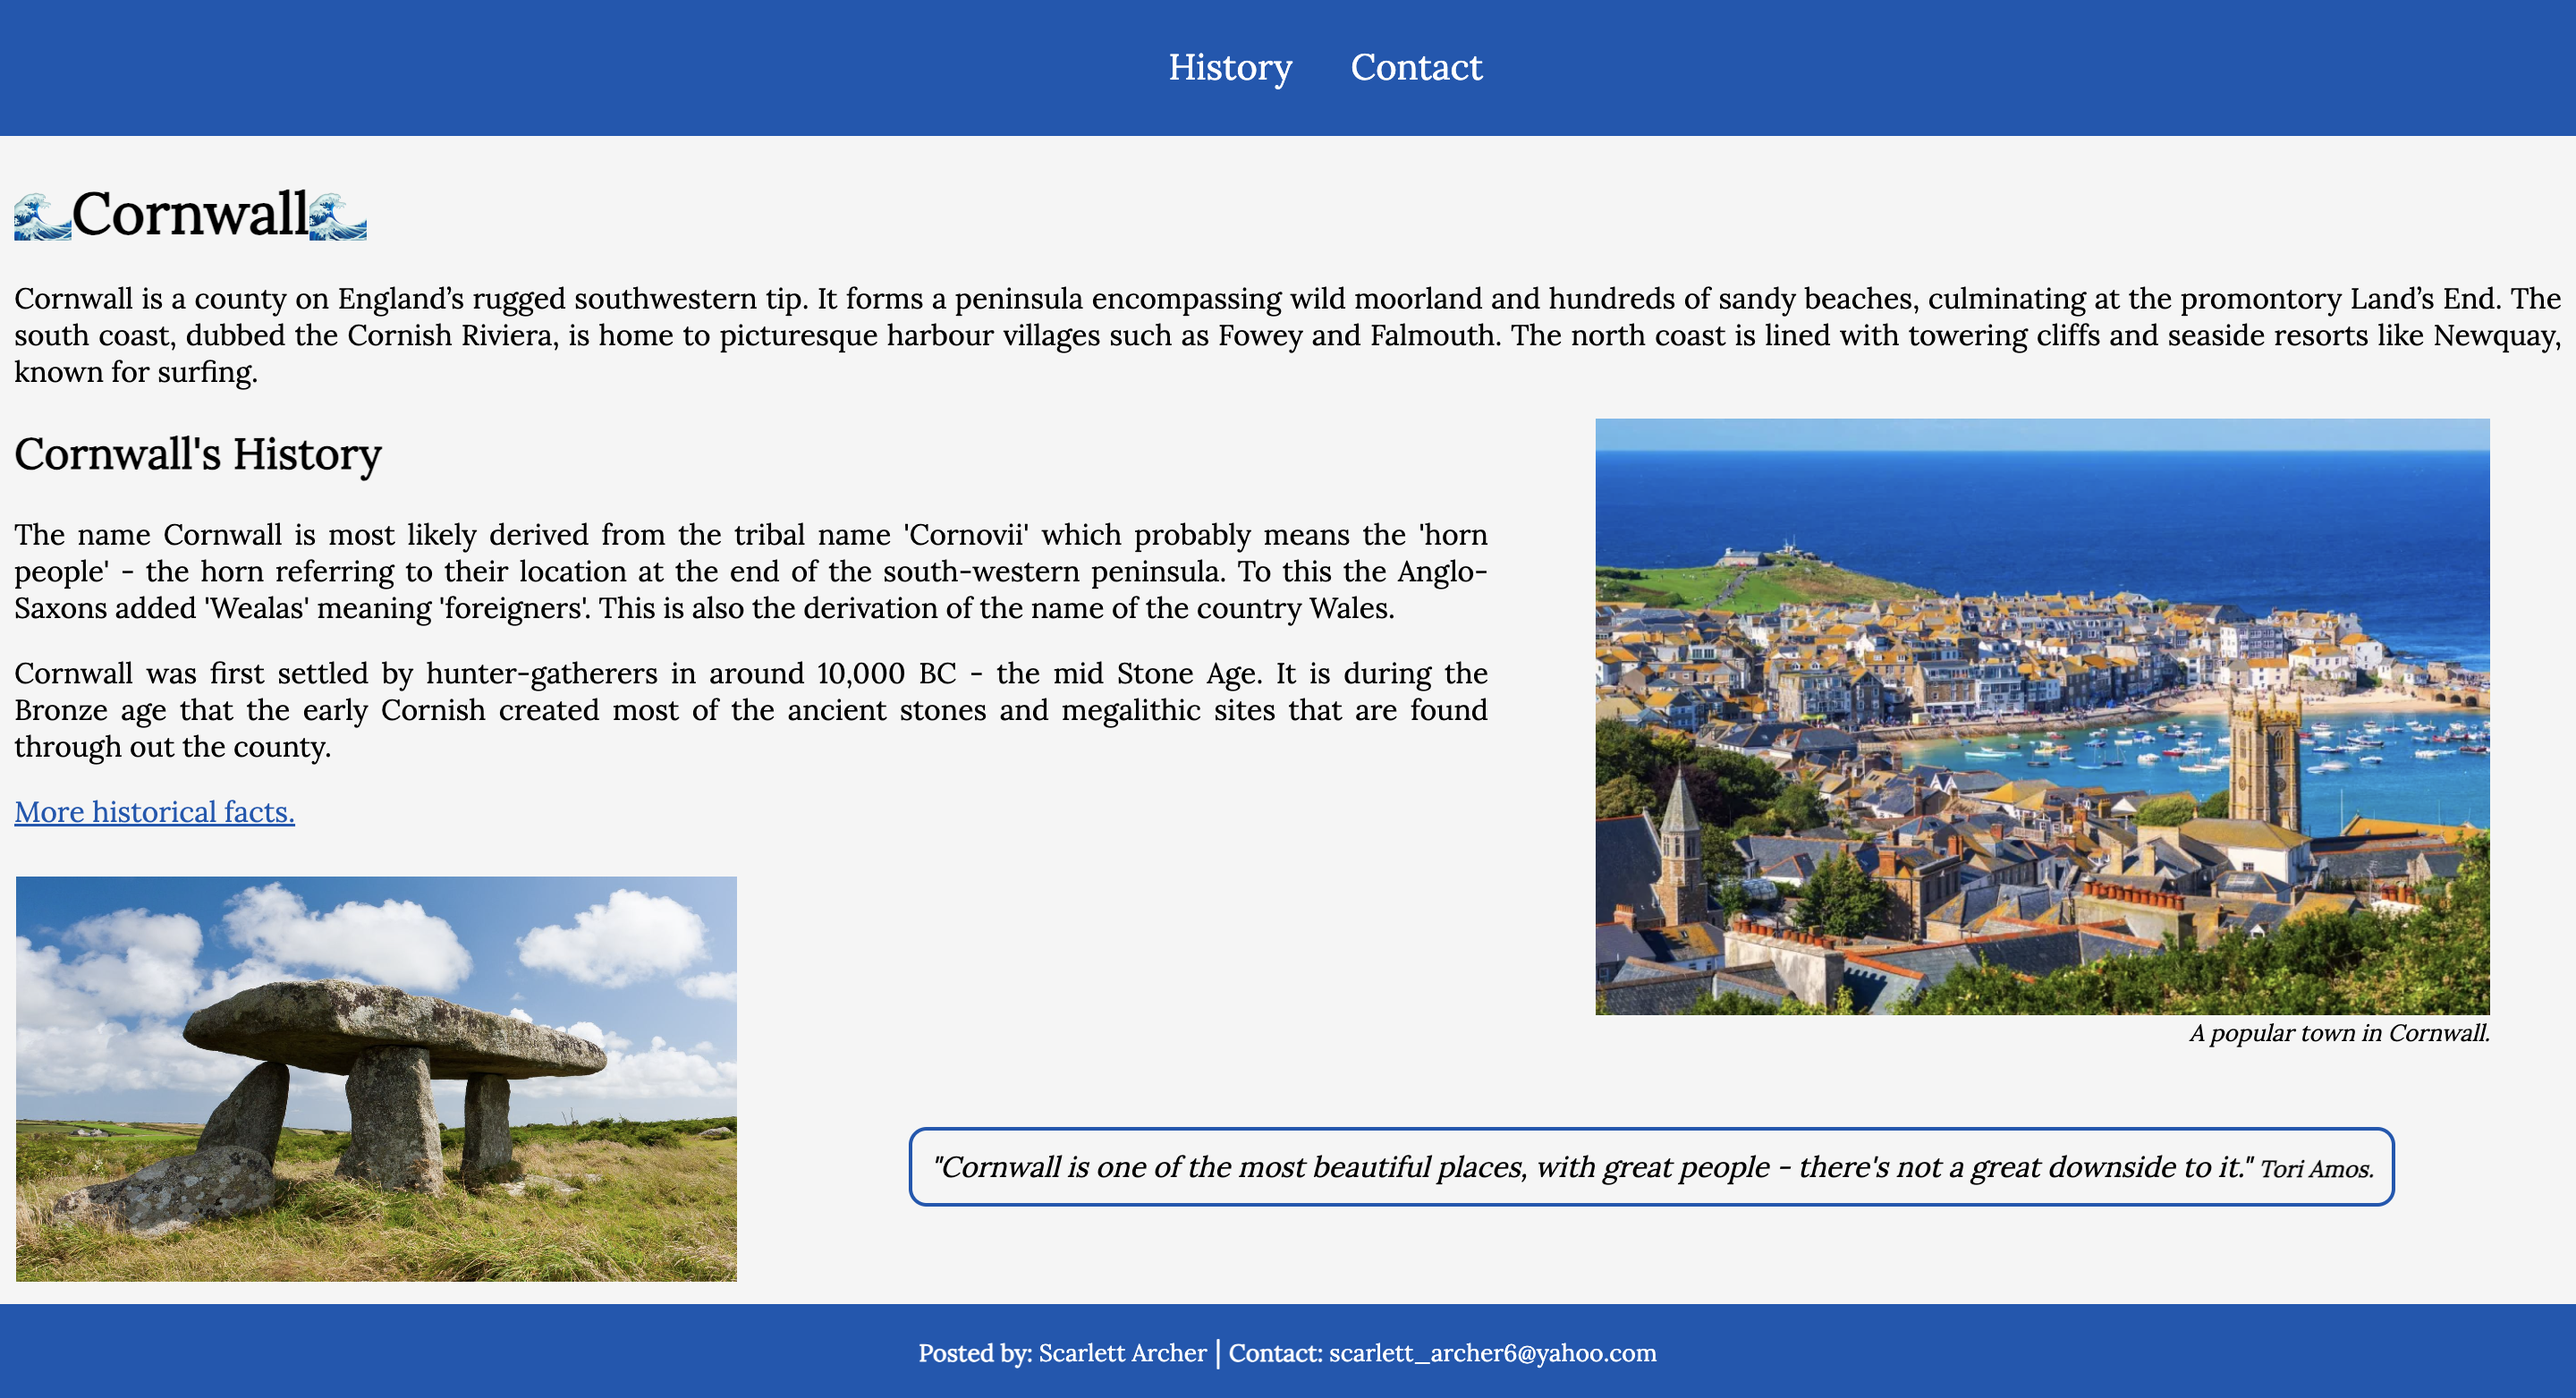 History Contact
🌊Cornwall🌊
Cornwall is a county on England’s rugged southwestern tip. It forms a peninsula encompassing wild moorland and hundreds of sandy beaches, culminating at the promontory Land’s End. The
south coast, dubbed the Cornish Riviera, is home to picturesque harbour villages such as Fowey and Falmouth. The north coast is lined with towering cliffs and seaside resorts like Newquay,
known for surfing.
Cornwall's History
The name Cornwall is most likely derived from the tribal name 'Cornovii' which probably means the 'horn
people' - the horn referring to their location at the end of the south-western peninsula. To this the Anglo-
Saxons added 'Wealas' meaning 'foreigners'. This is also the derivation of the name of the country Wales.
Cornwall was first settled by hunter-gatherers in around 10,000 BC - the mid Stone Age. It is during the
Bronze age that the early Cornish created most of the ancient stones and megalithic sites that are found
through out the county.
More historical facts.
A popular town in Cornwall.
"Cornwall is one of the most beautiful places, with great people - there's not a great downside to it." Tori Amos.
Posted by: Scarlett Archer | Contact: scarlett_archer6@yahoo.com